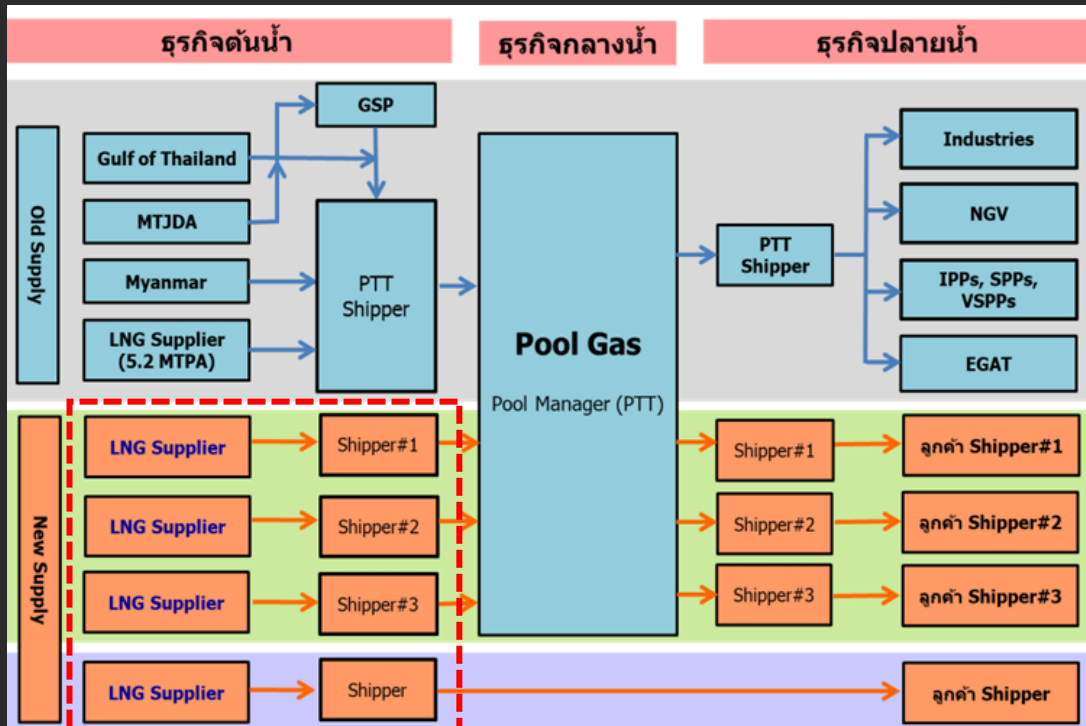 ธุรกิจต้นน้ำ
ธุรกิจกลางน้ำ
ธุรกิจปลายน้ำ
Old Supply
GSP
Gulf of Thailand
MTJDA
Myanmar
LNG Supplier
(5.2 MTPA)
PTT
Shipper
Pool Gas
Pool Manager (PTT)
PTT
Shipper
Industries
NGV
IPPs, SPPs,
VSPPs
EGAT
New Supply
LNG Supplier
Shipper#1
Shipper#1
ลูกค้า Shipper#1
LNG Supplier
Shipper#2
Shipper#2
ลูกค้า Shipper#2
LNG Supplier
Shipper#3
Shipper#3
ลูกค้า Shipper#3
LNG Supplier
Shipper
ลูกค้า Shipper